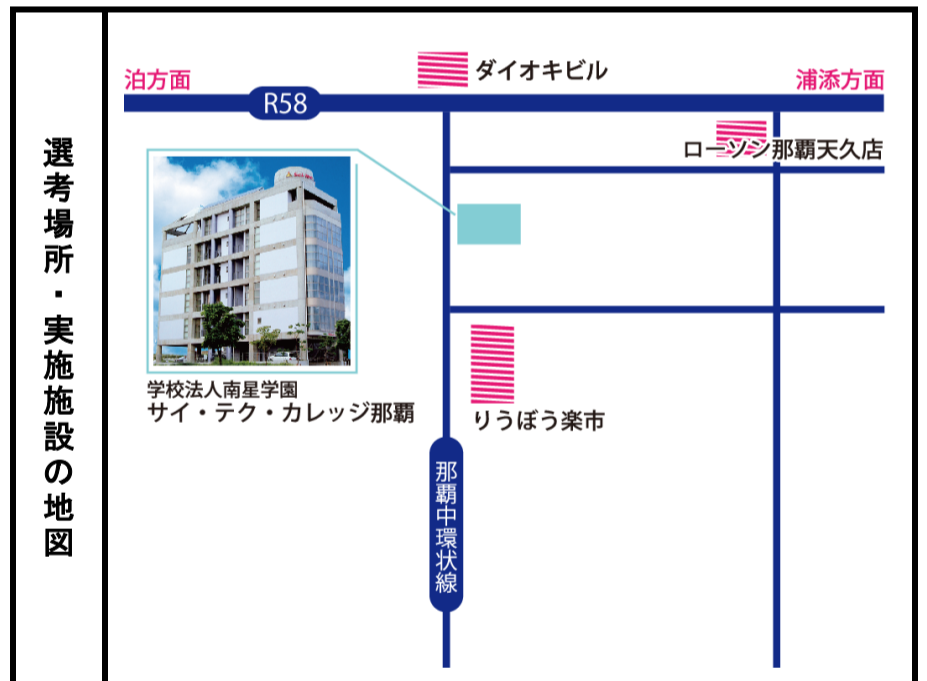 選考場所・実施施設の地図
ダイオキビル
泊方面
浦添方面
R58
ローソン那覇天久店
学校法人南星学園
サイ・テク・カレッジ那覇
りうぼう楽市
那覇中環状線